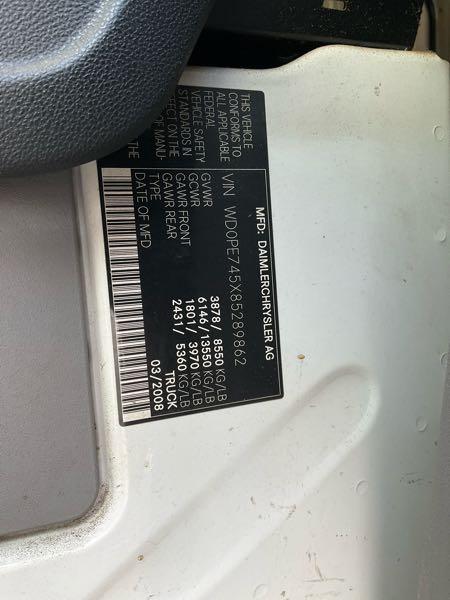 MFD: DAIMLERCHRYSLER AG
VIN WD0PE745X85289862
GVWR 3878 / 8550 KG/LB
GCWR 6146/13550 KG/LB
GAWR FRONT 1801/ 3970 KG/LB
GAWR REAR 2431/ 5360 KG/LB
TYPE TRUCK
DATE OF MFD 03/2008
THIS VEHICLE
CONFORMS TO
ALL APPLICABLE
FEDERAL
VEHICLE SAFETY
STANDARDS IN
EFFECT ON THE
OF MANU-
THE